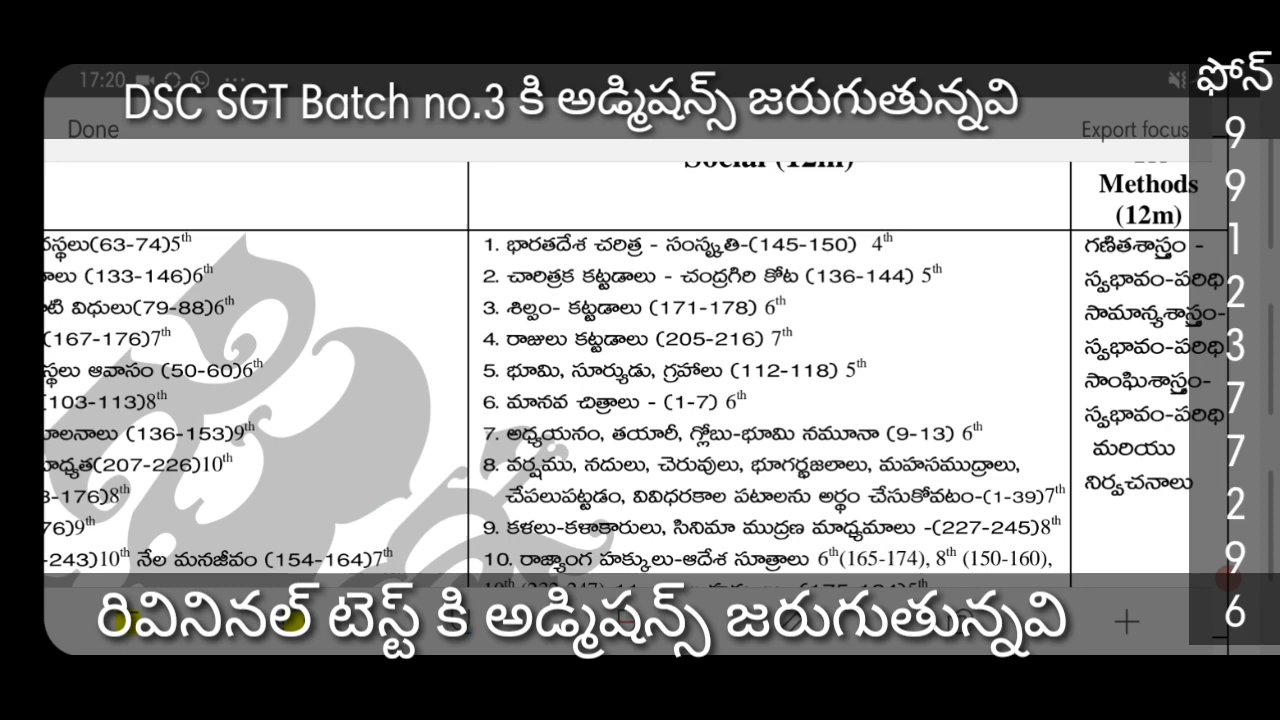 17:20
DSC SGT Batch no.3 కి అడ్మిషన్స్ జరుగుతున్నవి
Done
Export focus
ఫోన్
9
9
1
2
3
7
7
2
9
6
Social (12m)
Methods
(12m)
(63-74)5th
(133-146)6th
విధులు(79-88)6th
(167-176)7th
ఆవాసం (50-60)6th
103-113)8th
(136-153)9th
(207-226)10th
-176)8th
76)9th
-243)10th నేల మనజీవం (154-164)7th
1. భారతదేశ చరిత్ర - సంస్కృతి-(145-150) 4th
2. చారిత్రక కట్టడాలు - చంద్రగిరి కోట (136-144) 5th
3. శిల్పం- కట్టడాలు (171-178) 6th
4. రాజులు కట్టడాలు (205-216) 7th
5. భూమి, సూర్యుడు, గ్రహాలు (112-118) 5th
6. మానవ చిత్రాలు - (1-7) 6th
7. అధ్యయనం, తయారీ, గ్లోబు-భూమి నమూనా (9-13) 6th
8. వర్షము, నదులు, చెరువులు, భూగర్భజలాలు, మహసముద్రాలు,
చేపలుపట్టడం, వివిధరకాల పటాలను అర్థం చేసుకోవటం-(1-39)7th
9. కళలు-కళాకారులు, సినిమా ముద్రణ మాధ్యమాలు -(227-245)8th
10. రాజ్యాంగ హక్కులు-ఆదేశ సూత్రాలు 6th(165-174), 8th (150-160),
గణితశాస్త్రం -
స్వభావం-పరిధి
సామాన్యశాస్త్రం-
స్వభావం-పరిధి
సాంఘిశాస్త్రం-
స్వభావం-పరిధి
మరియు
నిర్వచనాలు
రివినినల్ టెస్ట్ కి అడ్మిషన్స్ జరుగుతున్నవి